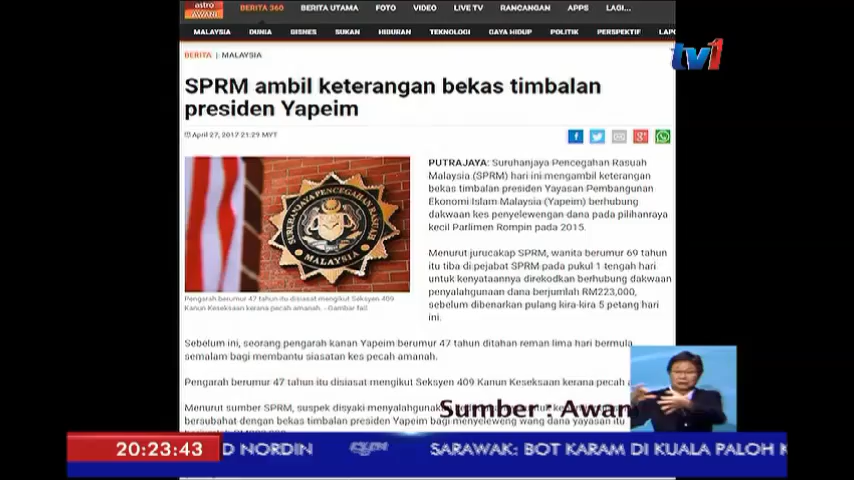 astro
AWANI
BERITA 360 BERITA UTAMA FOTO VIDEO LIVE TV RANCANGAN APPS LAGI...
MALAYSIA DUNIA BISNES SUKAN HIBURAN TEKNOLOGI GAYA HIDUP POLITIK PERSPEKTIF
tv1
BERITA | MALAYSIA
SPRM ambil keterangan bekas timbalan
presiden Yapeim
April 27, 2017 21:29 MYT
PUTRAJAYA: Suruhanjaya Pencegahan Rasuah
Malaysia (SPRM) hari ini mengambil keterangan
bekas timbalan presiden Yayasan Pembangunan
Ekonomi Islam Malaysia (Yapeim) berhubung
dakwaan kes penyelewengan dana pada pilihanraya
kecil Parlimen Rompin pada 2015.
SURUHANJAYA PENCEGAHAN RASUAH
MALAYSIA
Menurut jurucakap SPRM, wanita berumur 69 tahun
itu tiba di pejabat SPRM pada pukul 1 tengah hari
untuk kenyataannya direkodkan berhubung dakwaan
penyalahgunaan dana berjumlah RM223,000,
sebelum dibenarkan pulang kira-kira 5 petang hari
ini.
Pengarah berumur 47 tahun itu disiasat mengikut Seksyen 409
Kanun Keseksaan kerana pecah amanah. - Gambar fail
Sebelum ini, seorang pengarah kanan Yapeim berumur 47 tahun ditahan reman lima hari bermula
semalam bagi membantu siasatan kes pecah amanah.
Pengarah berumur 47 tahun itu disiasat mengikut Seksyen 409 Kanun Keseksaan kerana pecah
Sumber : Awani
Menurut sumber SPRM, suspek disyaki menyalahgunakan
bersubahat dengan bekas timbalan presiden Yapeim bagi menyeleweng wang dana yayasan itu
20:23:43 D NORDIN SARAWAK: BOT KARAM DI KUALA PALOH